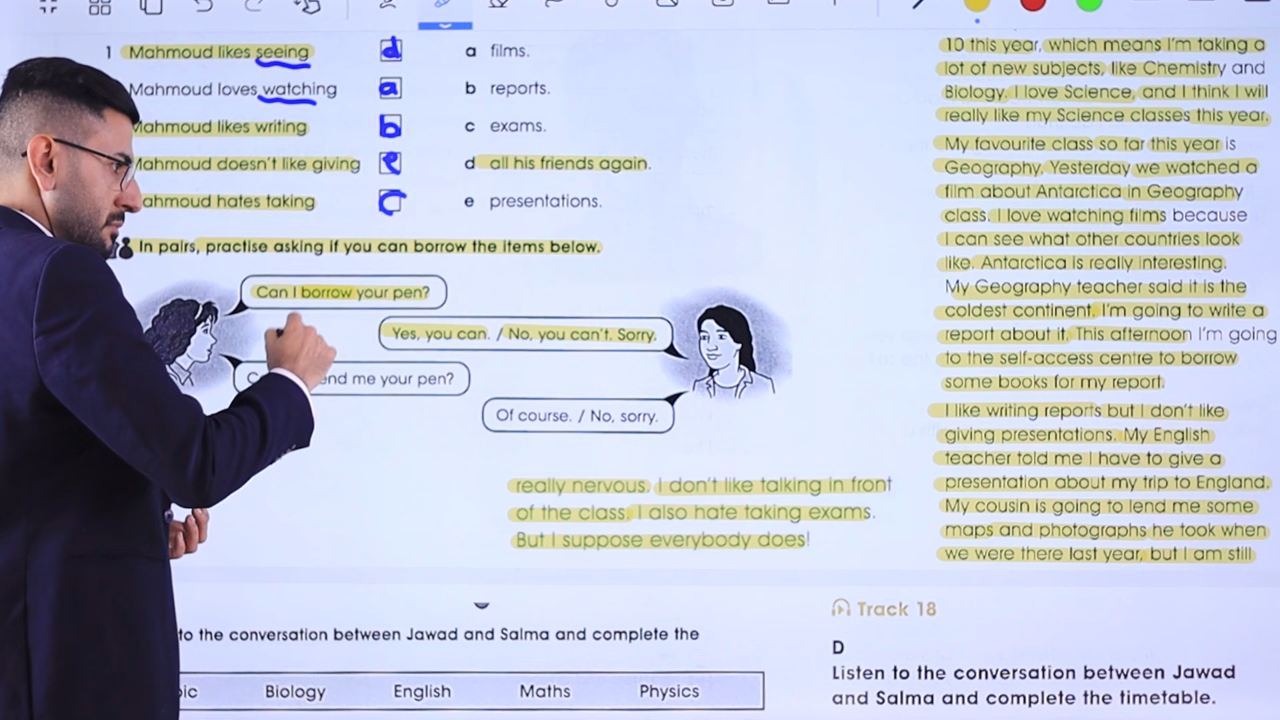 1 Mahmoud likes seeing d a films.
Mahmoud loves watching a b reports.
Mahmoud likes writing b c exams.
Mahmoud doesn't like giving e d all his friends again.
ahmoud hates taking c e presentations.
In pairs, practise asking if you can borrow the items below.
Can I borrow your pen?
Yes, you can. / No, you can't. Sorry.
end me your pen?
Of course. / No, sorry.
really nervous. I don't like talking in front
of the class. I also hate taking exams.
But I suppose everybody does!
to the conversation between Jawad and Salma and complete the
bic Biology English Maths Physics
10 this year, which means I'm taking a
lot of new subjects, like Chemistry and
Biology. I love Science, and I think I will
really like my Science classes this year.
My favourite class so far this year is
Geography. Yesterday we watched a
film about Antarctica in Geography
class. I love watching films because
I can see what other countries look
like. Antarctica is really interesting.
My Geography teacher said it is the
coldest continent. I'm going to write a
report about it. This afternoon I'm going
to the self-access centre to borrow
some books for my report.
I like writing reports but I don't like
giving presentations. My English
teacher told me I have to give a
presentation about my trip to England.
My cousin is going to lend me some
maps and photographs he took when
we were there last year, but I am still
Track 18
D
Listen to the conversation between Jawad
and Salma and complete the timetable.